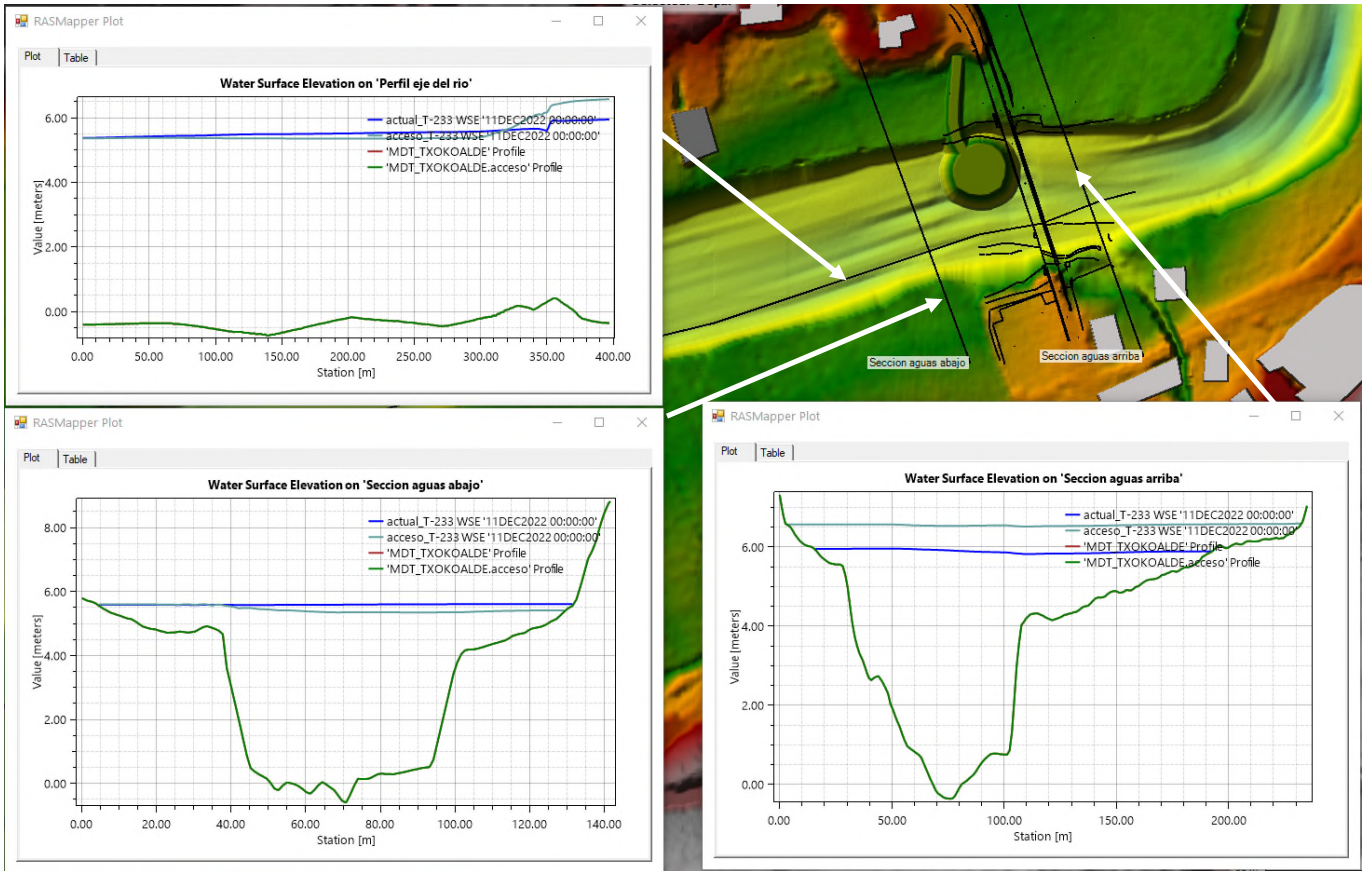 RASMapper Plot
Plot Table
Water Surface Elevation on 'Perfil eje del rio'
actual_T-233 WSE '11DEC2022 00:00:00'
acceso_T-233 WSE '11DEC2022 00:00:00'
'MDT_TXOKOALDE' Profile
'MDT_TXOKOALDE.acceso' Profile
Value [meters]
6.00
4.00
2.00
0.00
0.00 50.00 100.00 150.00 200.00 250.00 300.00 350.00 400.00
Station [m]
Seccion aguas abajo
Seccion aguas arriba
RASMapper Plot
Plot Table
Water Surface Elevation on 'Seccion aguas abajo'
actual_T-233 WSE '11DEC2022 00:00:00'
acceso_T-233 WSE '11DEC2022 00:00:00'
'MDT_TXOKOALDE' Profile
'MDT_TXOKOALDE.acceso' Profile
Value [meters]
8.00
6.00
4.00
2.00
0.00
0.00 20.00 40.00 60.00 80.00 100.00 120.00 140.00
Station [m]
RASMapper Plot
Plot Table
Water Surface Elevation on 'Seccion aguas arriba'
actual_T-233 WSE '11DEC2022 00:00:00'
acceso_T-233 WSE '11DEC2022 00:00:00'
'MDT_TXOKOALDE' Profile
'MDT_TXOKOALDE.acceso' Profile
Value [meters]
6.00
4.00
2.00
0.00
0.00 50.00 100.00 150.00 200.00
Station [m]